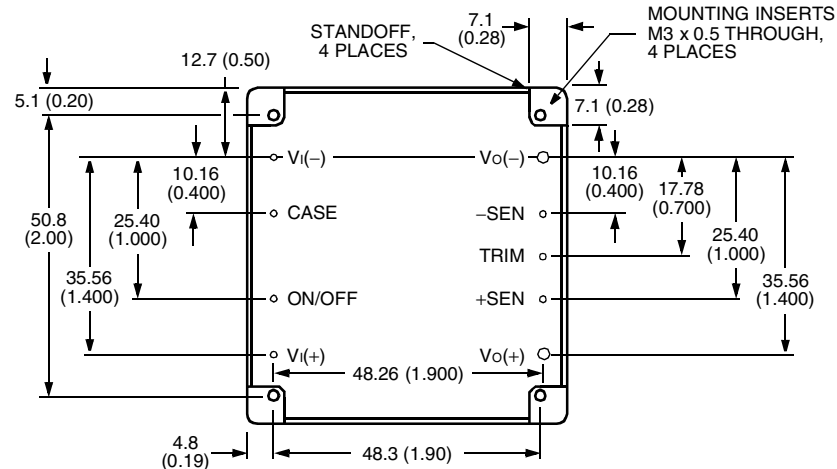 STANDOFF,
4 PLACES
7.1
(0.28)
MOUNTING INSERTS
M3 x 0.5 THROUGH,
4 PLACES
12.7 (0.50)
5.1 (0.20)
7.1 (0.28)
VI(−)
VO(−)
10.16
(0.400)
10.16
(0.400)
17.78
(0.700)
CASE
−SEN
50.8
(2.00)
25.40
(1.000)
25.40
(1.000)
TRIM
35.56
(1.400)
35.56
(1.400)
ON/OFF
+SEN
VI(+)
VO(+)
48.26 (1.900)
4.8
(0.19)
48.3 (1.90)